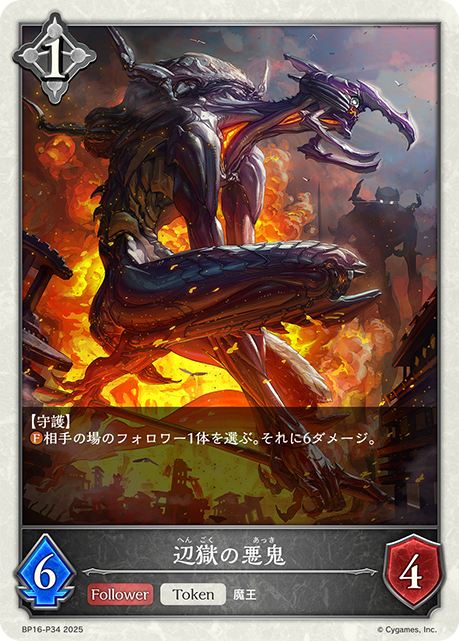 1
【守護】
F相手の場のフォロワー1体を選ぶ。それに6ダメージ。
へんごく あっき
辺獄の悪鬼
6
Follower Token 魔王
4
BP16-P34 2025 © Cygames, Inc.